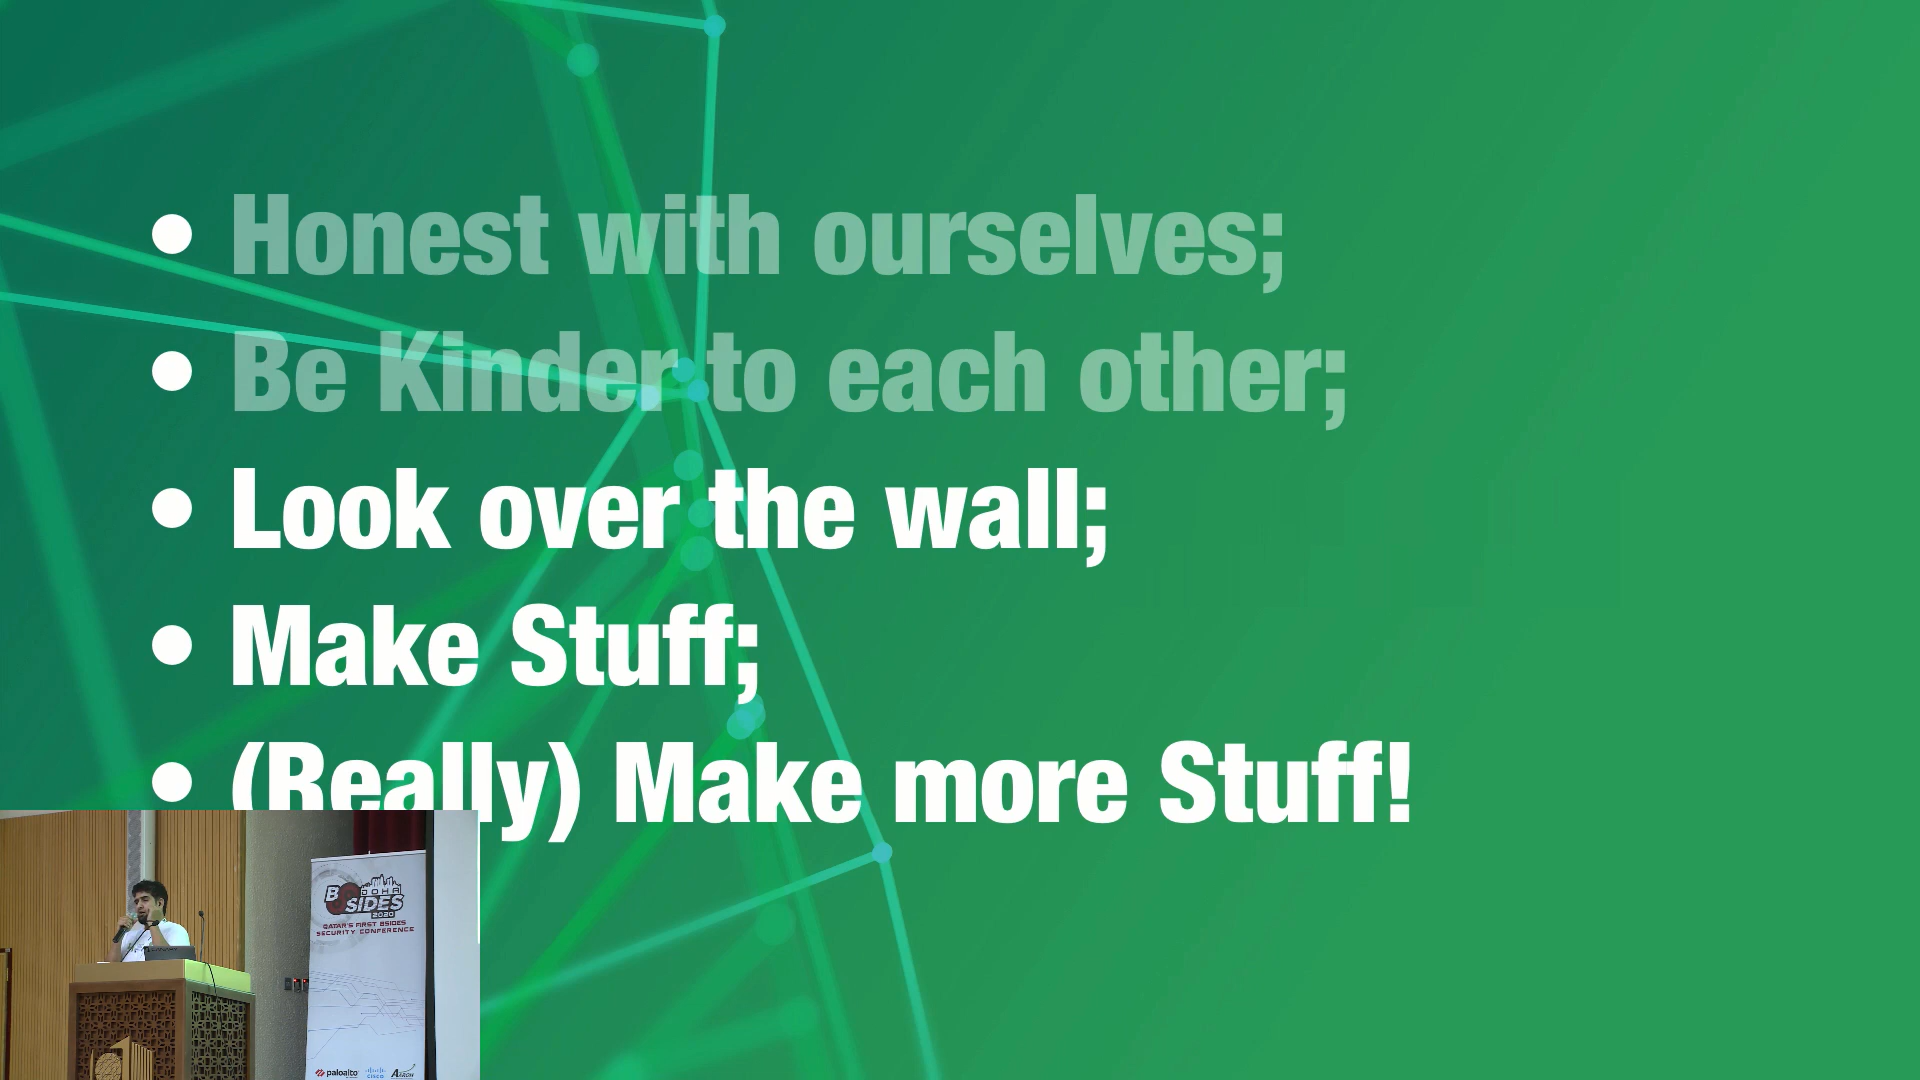 Honest with ourselves;
Be Kinder to each other;
Look over the wall;
Make Stuff;
(Really) Make more Stuff!
BSIDES
DOHA
2020
QATAR'S FIRST BSIDES
SECURITY CONFERENCE
paloalto
CISCO